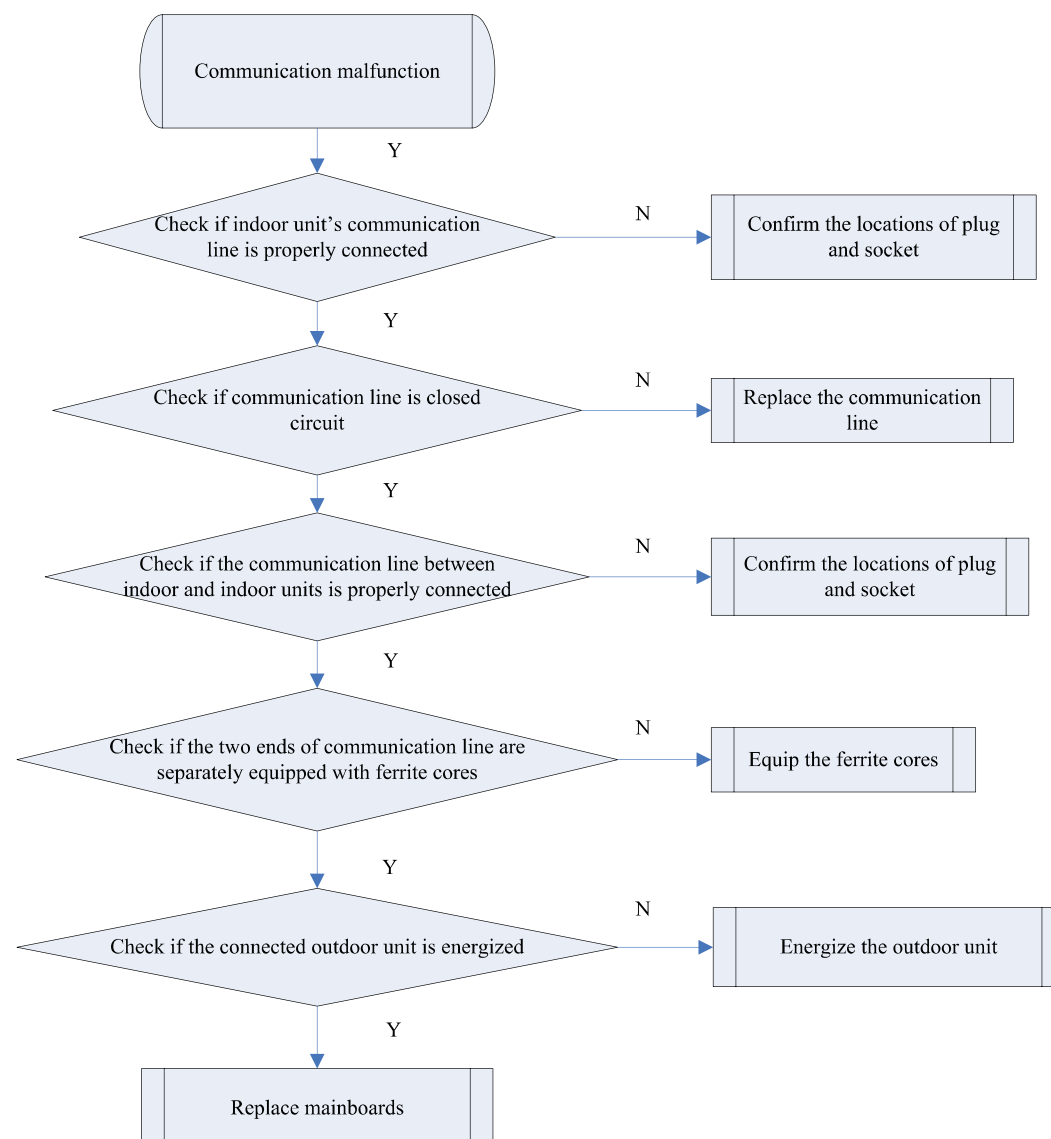 Communication malfunction
Y
Check if indoor unit’s communication
line is properly connected
N
Confirm the locations of plug
and socket
Y
Check if communication line is closed
circuit
N
Replace the communication
line
Y
Check if the communication line between
indoor and indoor units is properly connected
N
Confirm the locations of plug
and socket
Y
Check if the two ends of communication line are
separately equipped with ferrite cores
N
Equip the ferrite cores
Y
Check if the connected outdoor unit is energized
N
Energize the outdoor unit
Y
Replace mainboards